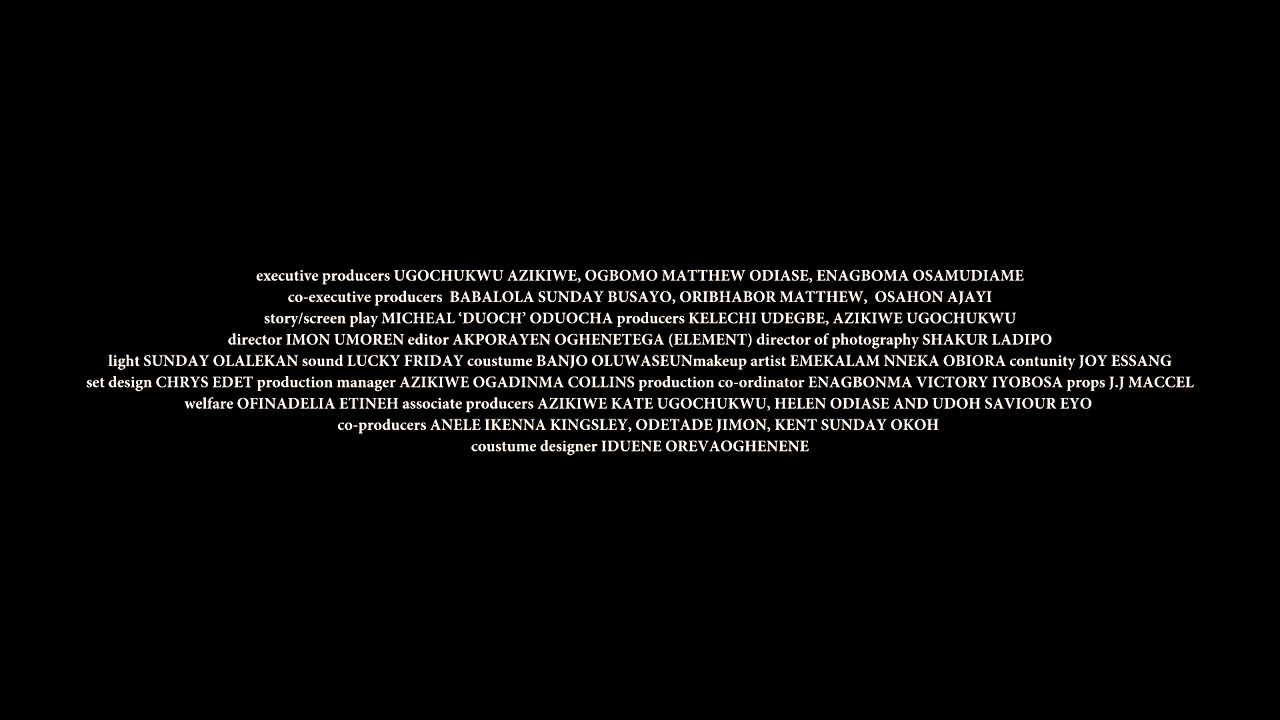 executive producers UGOCHUKWU AZIKIWE, OGBOMO MATTHEW ODIASE, ENAGBOMA OSAMUDIAME
co-executive producers  BABALOLA SUNDAY BUSAYO, ORIBHABOR MATTHEW,  OSAHON AJAYI
story/screen play MICHEAL ‘DUOCH’ ODUOCHA producers KELECHI UDEGBE, AZIKIWE UGOCHUKWU
director IMON UMOREN editor AKPORAYEN OGHENETEGA (ELEMENT) director of photography SHAKUR LADIPO
light SUNDAY OLALEKAN sound LUCKY FRIDAY coustume BANJO OLUWASEUNmakeup artist EMEKALAM NNEKA OBIORA contunity JOY ESSANG
set design CHRYS EDET production manager AZIKIWE OGADINMA COLLINS production co-ordinator ENAGBONMA VICTORY IYOBOSA props J.J MACCEL
welfare OFINADELIA ETINEH associate producers AZIKIWE KATE UGOCHUKWU, HELEN ODIASE AND UDOH SAVIOUR EYO
co-producers ANELE IKENNA KINGSLEY, ODETADE JIMON, KENT SUNDAY OKOH
coustume designer IDUENE OREVAOGHENENE